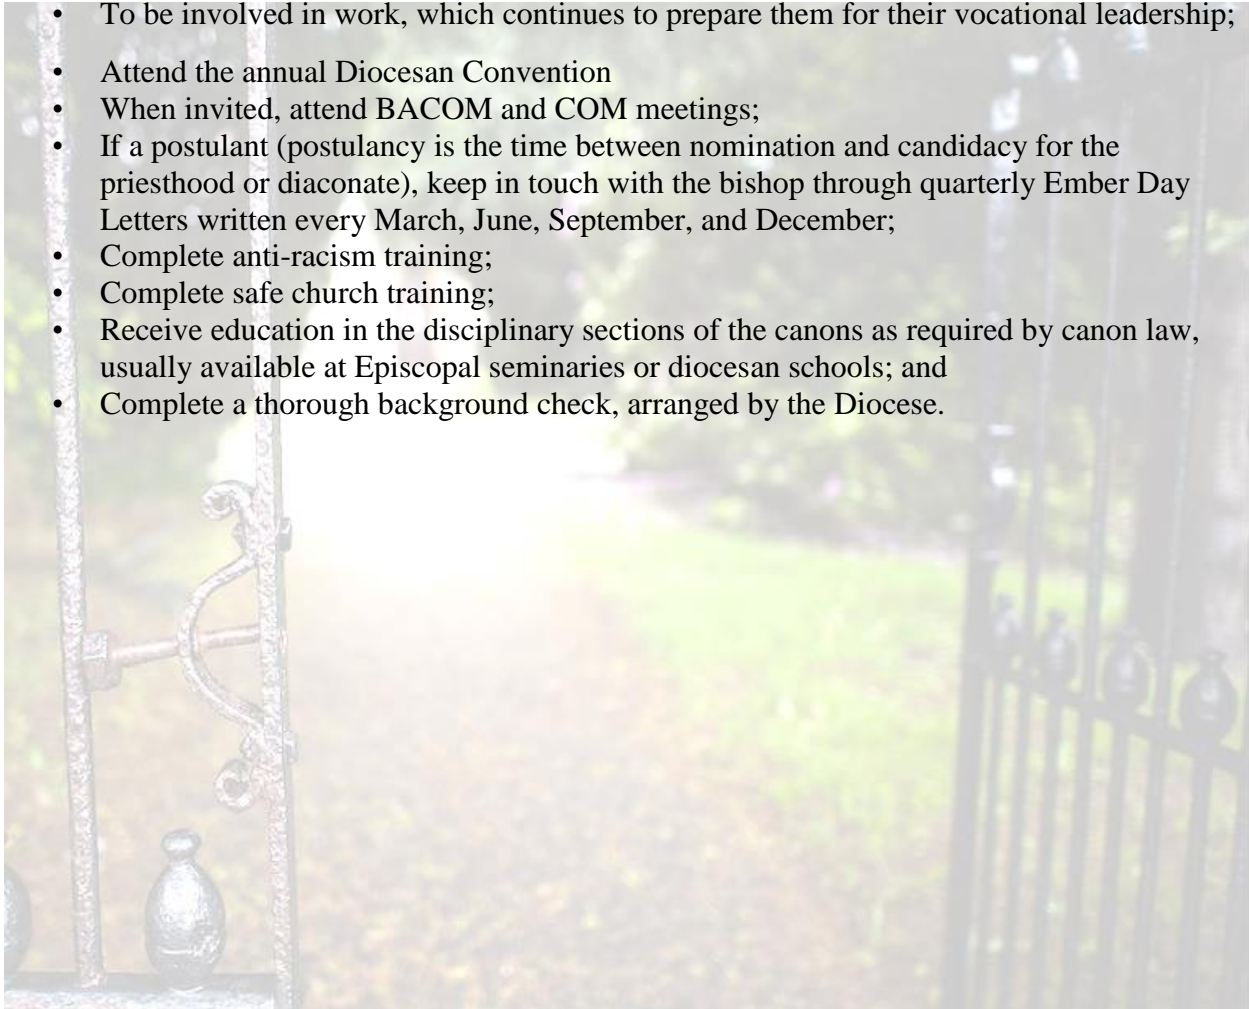 • To be involved in work, which continues to prepare them for their vocational leadership;
• Attend the annual Diocesan Convention
• When invited, attend BACOM and COM meetings;
• If a postulant (postulancy is the time between nomination and candidacy for the
priesthood or diaconate), keep in touch with the bishop through quarterly Ember Day
Letters written every March, June, September, and December;
• Complete anti-racism training;
• Complete safe church training;
• Receive education in the disciplinary sections of the canons as required by canon law,
usually available at Episcopal seminaries or diocesan schools; and
• Complete a thorough background check, arranged by the Diocese.